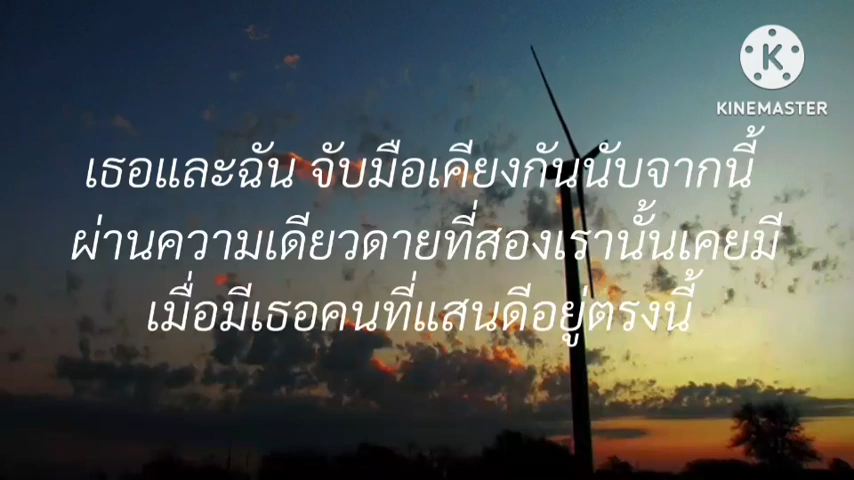 KINEMASTER
เธอและฉัน จับมือเคียงกันนับจากนี้
ผ่านความเดียวดายที่สองเรานั้นเคยมี
เมื่อมีเธอคนที่แสนดีอยู่ตรงนี้